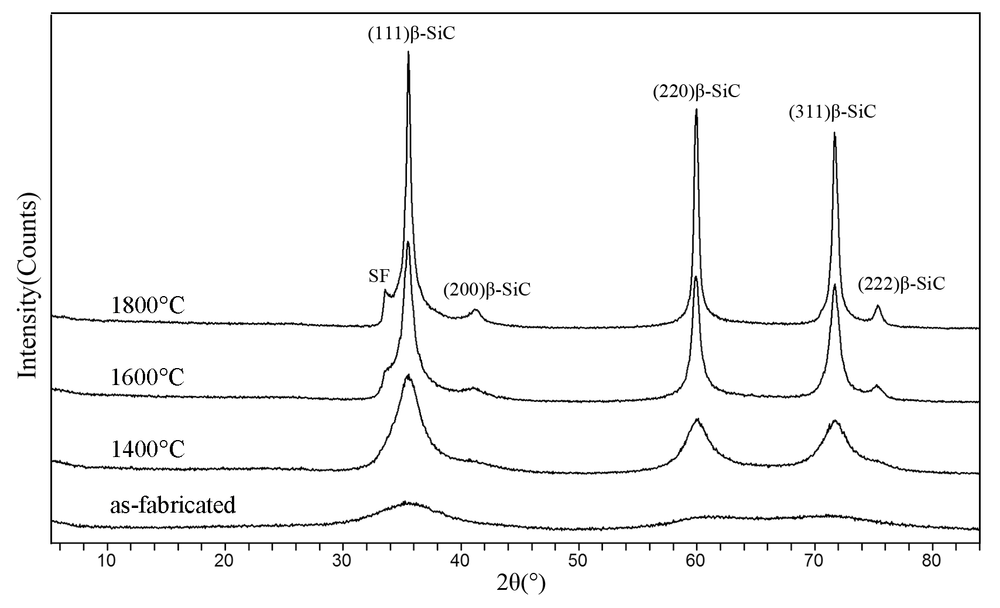 (111)β-SiC
(220)β-SiC
(311)β-SiC
SF
(200)β-SiC
(222)β-SiC
1800°C
1600°C
1400°C
as-fabricated
Intensity(Counts)
10 20 30 40 50 60 70 80
2θ(°)